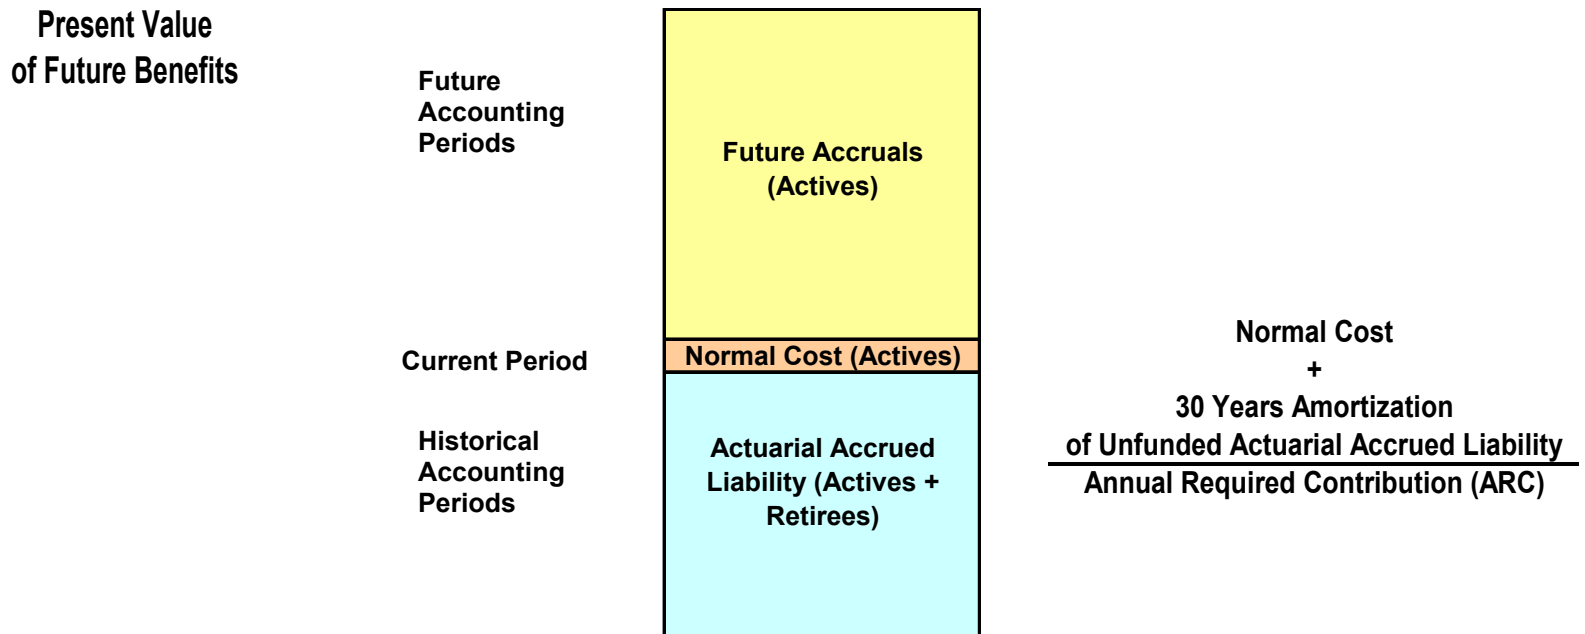 Present Value
of Future Benefits
Future
Accounting
Periods
Future Accruals
(Actives)
Current Period
Normal Cost (Actives)
Historical
Accounting
Periods
Actuarial Accrued
Liability (Actives +
Retirees)
Normal Cost
+
30 Years Amortization
of Unfunded Actuarial Accrued Liability
Annual Required Contribution (ARC)